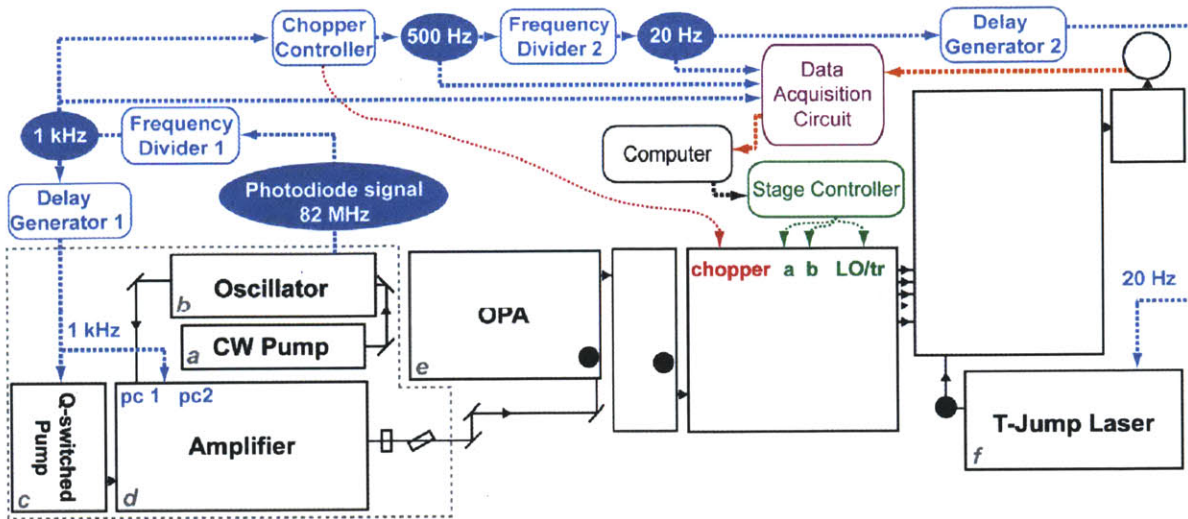 Chopper
Controller
500 Hz
Frequency
Divider 2
20 Hz
Delay
Generator 2
Data
Acquisition
Circuit
1 kHz
Frequency
Divider 1
Computer
Delay
Generator 1
Photodiode signal
82 MHz
Stage Controller
chopper a b LO/tr
Oscillator
b
OPA
e
20 Hz
1 kHz
CW Pump
a
pc 1 pc2
Q-switched
Pump
c
Amplifier
d
T-Jump Laser
f